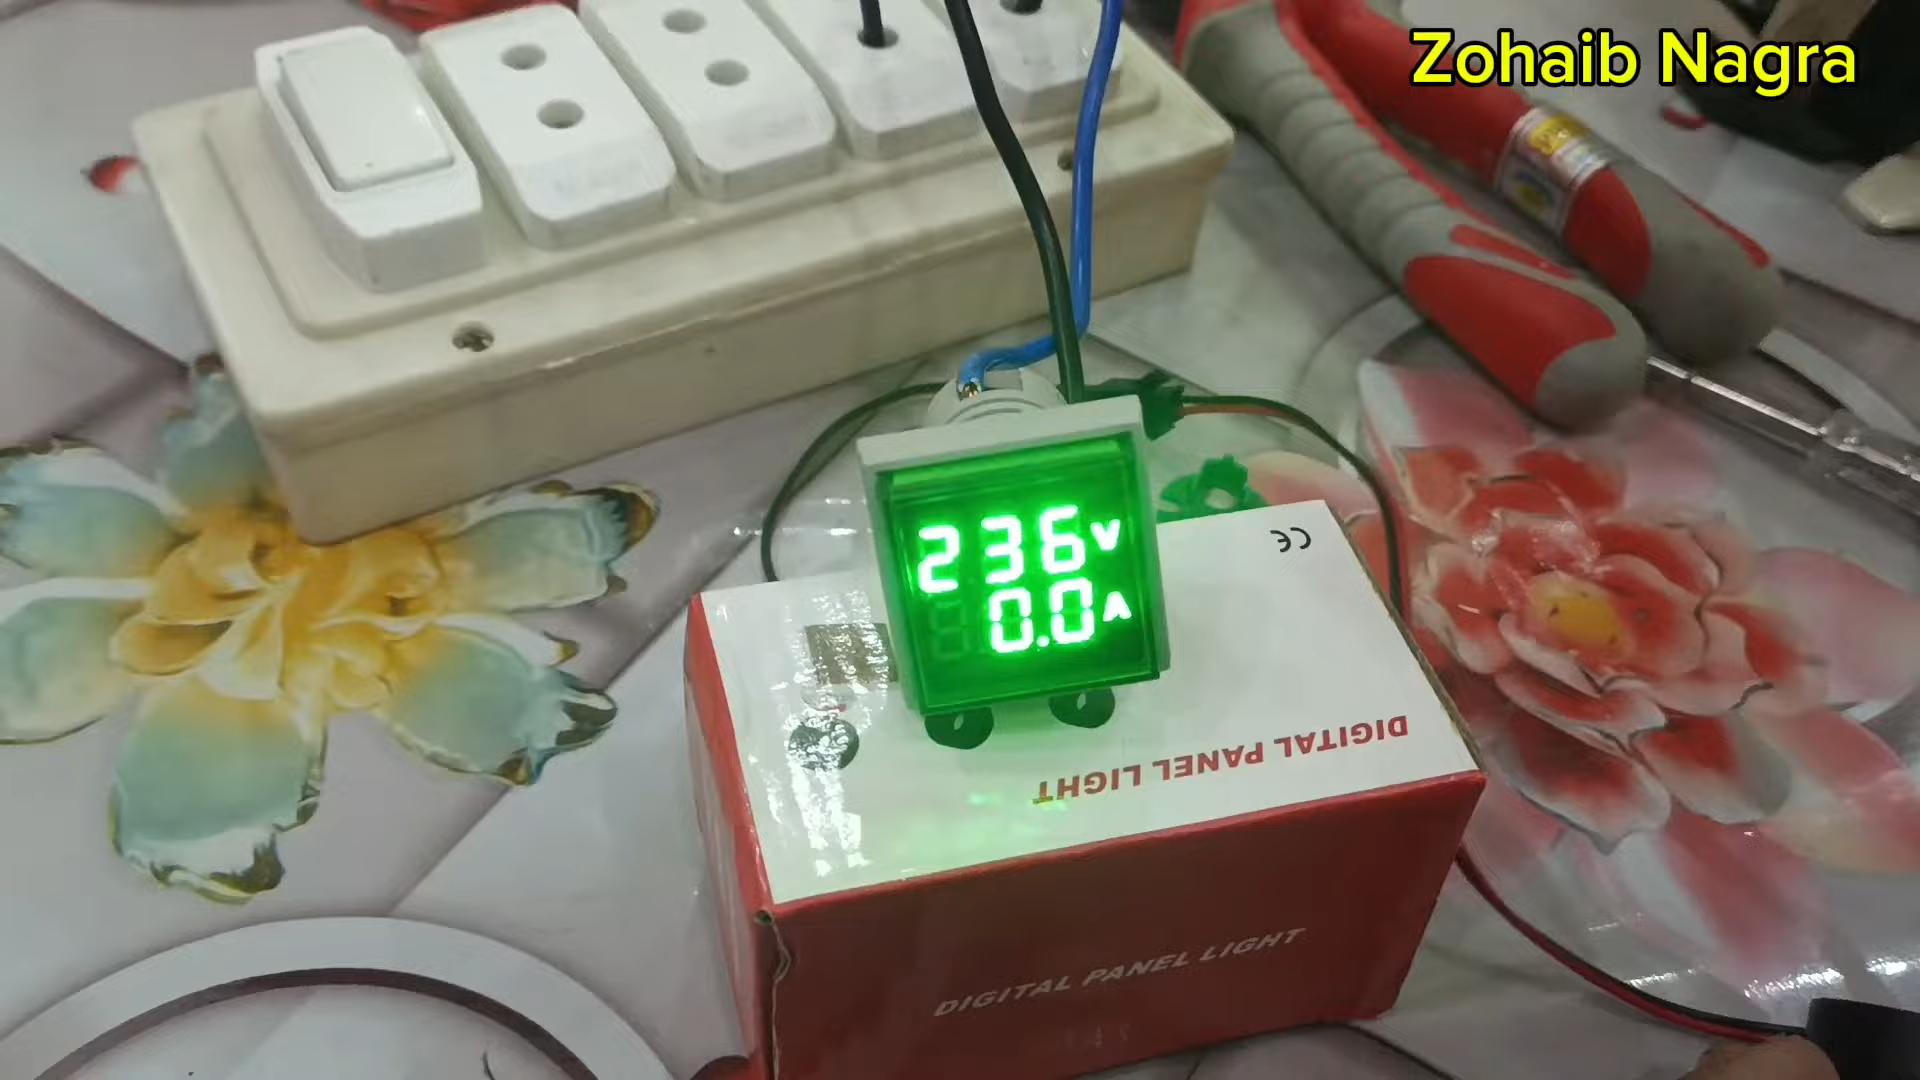 Zohaib Nagra
236V
0.0A
CE
DIGITAL PANEL LIGHT
DIGITAL PANEL LIGHT